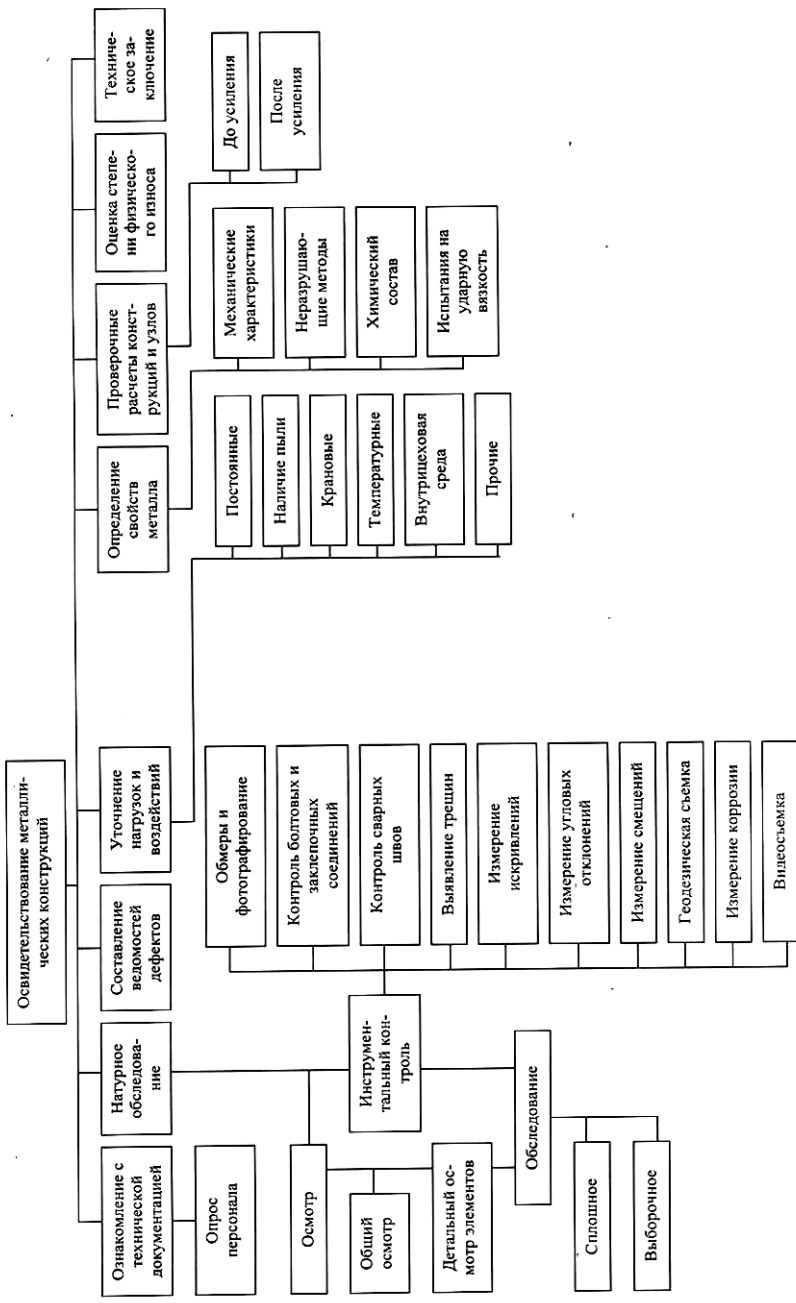 Освидетельствование металли-
ческих конструкций
Ознакомление с
технической
документацией
Натурное
обследова-
ние
Составление
ведомостей
дефектов
Уточнение
нагрузок и
воздействий
Определение
свойств
металла
Проверочные
расчеты конст-
рукций и узлов
Оценка степе-
ни физическо-
го износа
Техниче-
ское за-
ключение
Опрос
персонала
Осмотр
Общий
осмотр
Детальный ос-
мотр элементов
Инструмен-
тальный кон-
троль
Обследование
Сплошное
Выборочное
Обмеры и
фотографирование
Контроль болтовых и
заклепочных
соединений
Контроль сварных
швов
Выявление трещин
Измерение
искривлений
Измерение угловых
отклонений
Измерение смещений
Геодезическая съемка
Измерение коррозии
Видеосъемка
Постоянные
Наличие пыли
Крановые
Температурные
Внутрицеховая
среда
Прочие
Механические
характеристики
Неразрушаю-
щие методы
Химический
состав
Испытания на
ударную
вязкость
До усиления
После
усиления